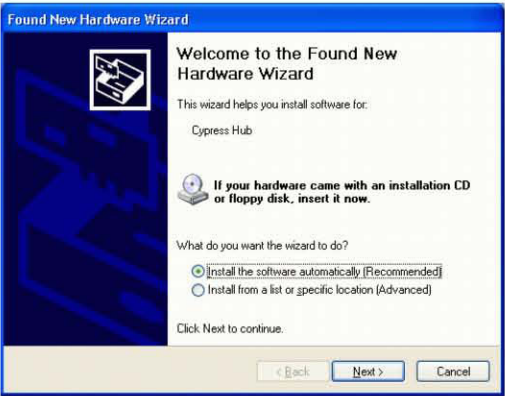 Found New Hardware Wizard
Welcome to the Found New
Hardware Wizard
This wizard helps you install software for:
Cypress Hub
If your hardware came with an installation CD
or floppy disk, insert it now.
What do you want the wizard to do?
Install the software automatically (Recommended)
Install from a list or specific location (Advanced)
Click Next to continue.
< Back Next > Cancel